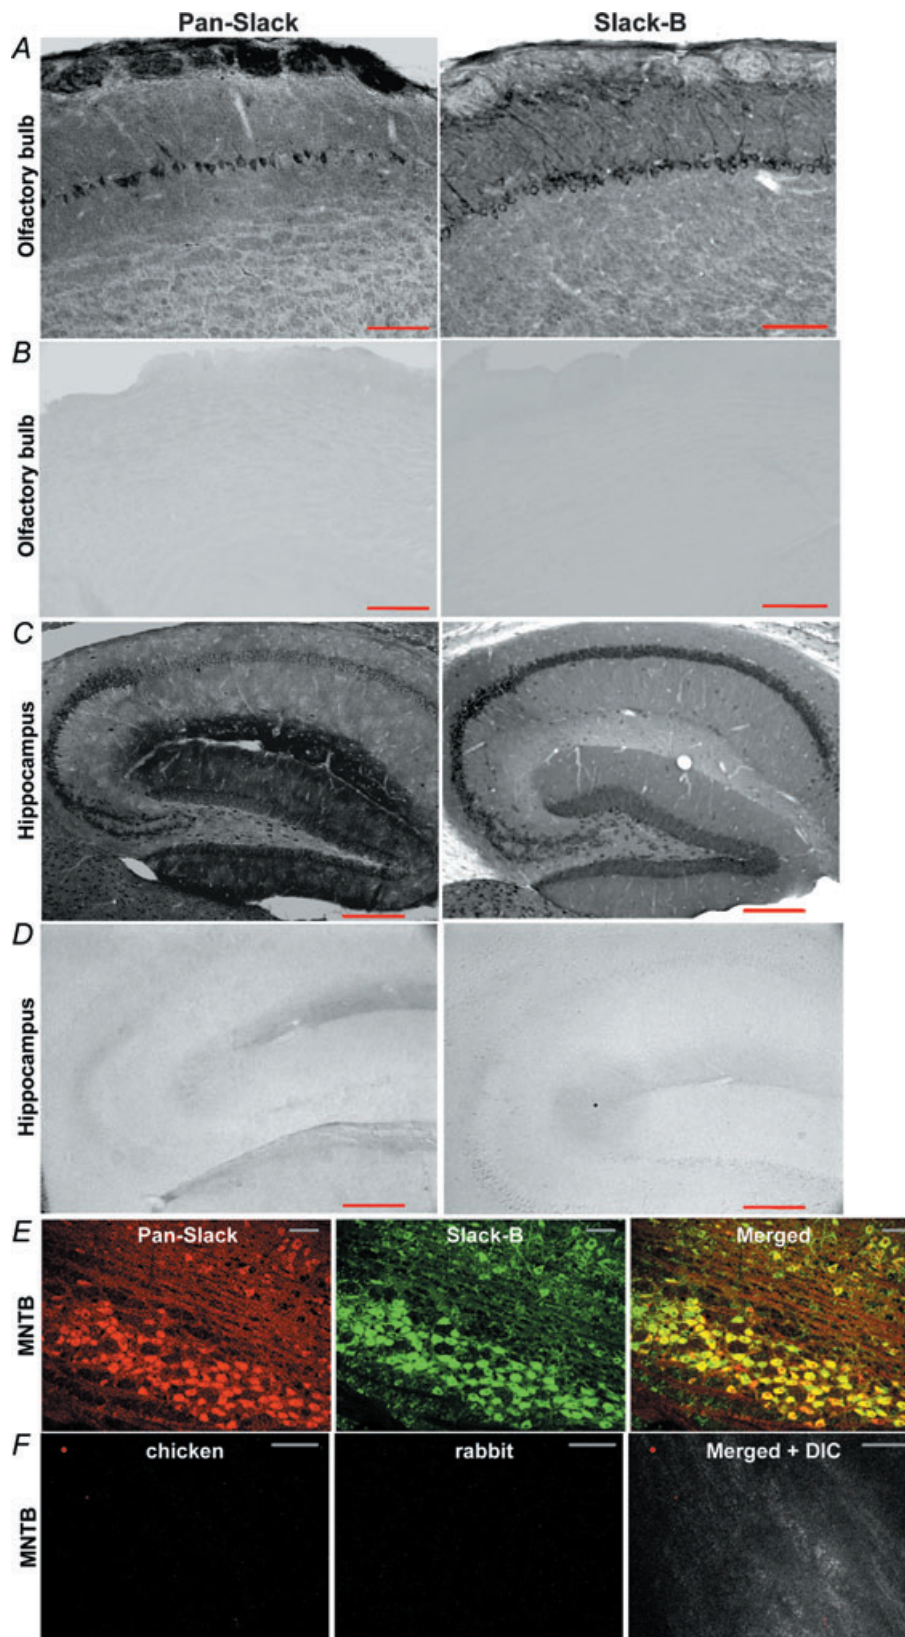 Pan-Slack Slack-B
A
Olfactory bulb
B
Olfactory bulb
C
Hippocampus
D
Hippocampus
E
MNTB
Pan-Slack Slack-B Merged
F
MNTB
chicken rabbit Merged + DIC